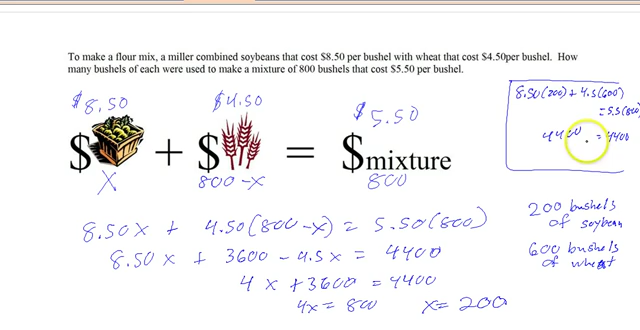 To make a flour mix, a miller combined soybeans that cost $8.50 per bushel with wheat that cost $4.50per bushel. How
many bushels of each were used to make a mixture of 800 bushels that cost $5.50 per bushel.
$8.50
$4.50
$5.50
$ + $ = $mixture
x
800-x
800
8.50x + 4.50(800-x) = 5.50(800)
8.50x + 3600 - 4.5x = 4400
4x + 3600 = 4400
4x = 800 x = 200
8.50(200) + 4.5(600)
= 5.5(800)
4400 = 4400
200 bushels
of soybean
600 bushels
of wheat